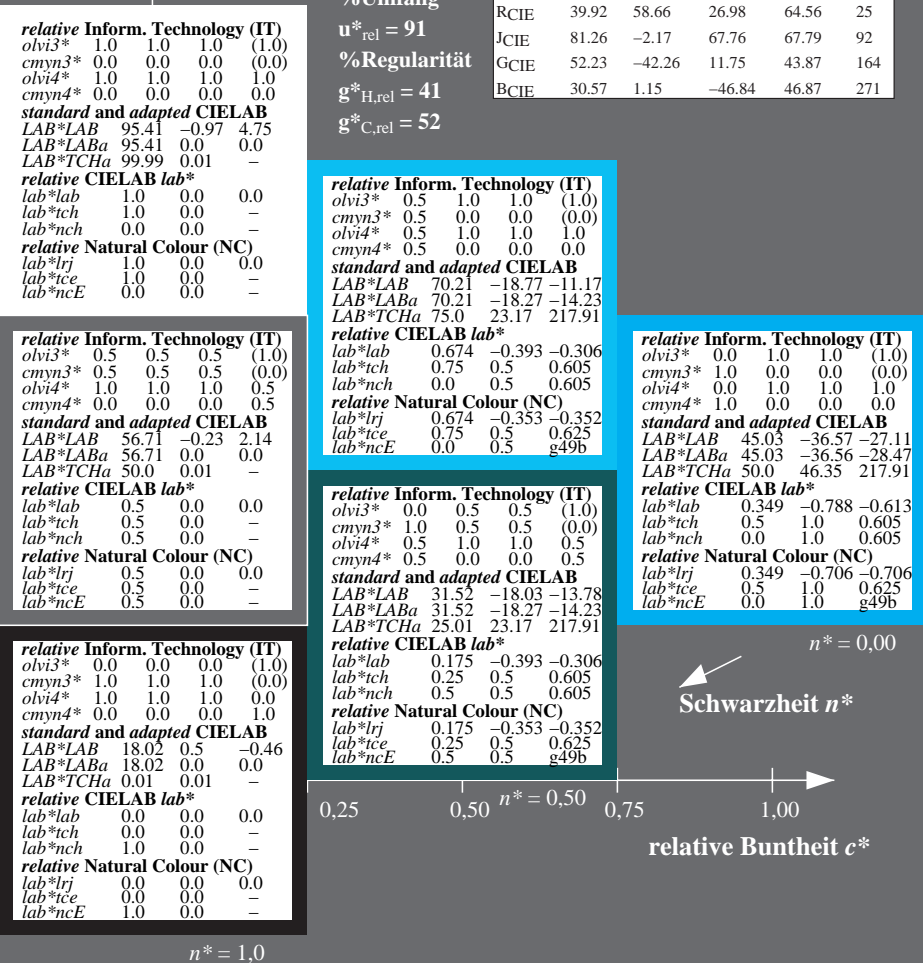 %Umfang
u*rel = 91
%Regularität
g*H,rel = 41
g*C,rel = 52
RCIE 39.92 58.66 26.98 64.56 25
JCIE 81.26 −2.17 67.76 67.79 92
GCIE 52.23 −42.26 11.75 43.87 164
BCIE 30.57 1.15 −46.84 46.87 271
relative Inform. Technology (IT)
olvi3* 1.0 1.0 1.0 (1.0)
cmyn3* 0.0 0.0 0.0 (0.0)
olvi4* 1.0 1.0 1.0 1.0
cmyn4* 0.0 0.0 0.0 0.0
standard and adapted CIELAB
LAB*LAB 95.41 −0.97 4.75
LAB*LABa 95.41 0.0 0.0
LAB*TCHa 99.99 0.01 –
relative CIELAB lab*
lab*lab 1.0 0.0 0.0
lab*tch 1.0 0.0 –
lab*nch 0.0 0.0 –
relative Natural Colour (NC)
lab*lrj 1.0 0.0 0.0
lab*tce 1.0 0.0 –
lab*ncE 0.0 0.0 –
relative Inform. Technology (IT)
olvi3* 0.5 1.0 1.0 (1.0)
cmyn3* 0.5 0.0 0.0 (0.0)
olvi4* 0.5 1.0 1.0 1.0
cmyn4* 0.5 0.0 0.0 0.0
standard and adapted CIELAB
LAB*LAB 70.21 −18.77 −11.17
LAB*LABa 70.21 −18.27 −14.23
LAB*TCHa 75.0 23.17 217.91
relative CIELAB lab*
lab*lab 0.674 −0.393 −0.306
lab*tch 0.75 0.5 0.605
lab*nch 0.0 0.5 0.605
relative Natural Colour (NC)
lab*lrj 0.674 −0.353 −0.352
lab*tce 0.75 0.5 0.625
lab*ncE 0.0 0.5 g49b
relative Inform. Technology (IT)
olvi3* 0.5 0.5 0.5 (1.0)
cmyn3* 0.5 0.5 0.5 (0.0)
olvi4* 1.0 1.0 1.0 0.5
cmyn4* 0.0 0.0 0.0 0.5
standard and adapted CIELAB
LAB*LAB 56.71 −0.23 2.14
LAB*LABa 56.71 0.0 0.0
LAB*TCHa 50.0 0.01 –
relative CIELAB lab*
lab*lab 0.5 0.0 0.0
lab*tch 0.5 0.0 –
lab*nch 0.5 0.0 –
relative Natural Colour (NC)
lab*lrj 0.5 0.0 0.0
lab*tce 0.5 0.0 –
lab*ncE 0.5 0.0 –
relative Inform. Technology (IT)
olvi3* 0.0 1.0 1.0 (1.0)
cmyn3* 1.0 0.0 0.0 (0.0)
olvi4* 0.0 1.0 1.0 1.0
cmyn4* 1.0 0.0 0.0 0.0
standard and adapted CIELAB
LAB*LAB 45.03 −36.57 −27.11
LAB*LABa 45.03 −36.56 −28.47
LAB*TCHa 50.0 46.35 217.91
relative CIELAB lab*
lab*lab 0.349 −0.788 −0.613
lab*tch 0.5 1.0 0.605
lab*nch 0.0 1.0 0.605
relative Natural Colour (NC)
lab*lrj 0.349 −0.706 −0.706
lab*tce 0.5 1.0 0.625
lab*ncE 0.0 1.0 g49b
relative Inform. Technology (IT)
olvi3* 0.0 0.5 0.5 (1.0)
cmyn3* 1.0 0.5 0.5 (0.0)
olvi4* 0.5 1.0 1.0 0.5
cmyn4* 0.5 0.0 0.0 0.5
standard and adapted CIELAB
LAB*LAB 31.52 −18.03 −13.78
LAB*LABa 31.52 −18.27 −14.23
LAB*TCHa 25.01 23.17 217.91
relative CIELAB lab*
lab*lab 0.175 −0.393 −0.306
lab*tch 0.25 0.5 0.605
lab*nch 0.5 0.5 0.605
relative Natural Colour (NC)
lab*lrj 0.175 −0.353 −0.352
lab*tce 0.25 0.5 0.625
lab*ncE 0.5 0.5 g49b
relative Inform. Technology (IT)
olvi3* 0.0 0.0 0.0 (1.0)
cmyn3* 1.0 1.0 1.0 (0.0)
olvi4* 1.0 1.0 1.0 0.0
cmyn4* 0.0 0.0 0.0 1.0
standard and adapted CIELAB
LAB*LAB 18.02 0.5 −0.46
LAB*LABa 18.02 0.0 0.0
LAB*TCHa 0.01 0.01 –
relative CIELAB lab*
lab*lab 0.0 0.0 0.0
lab*tch 0.0 0.0 –
lab*nch 1.0 0.0 –
relative Natural Colour (NC)
lab*lrj 0.0 0.0 0.0
lab*tce 0.0 0.0 –
lab*ncE 1.0 0.0 –
n* = 0,00
Schwarzheit n*
0,25 0,50 n* = 0,50 0,75 1,00
relative Buntheit c*
n* = 1,0